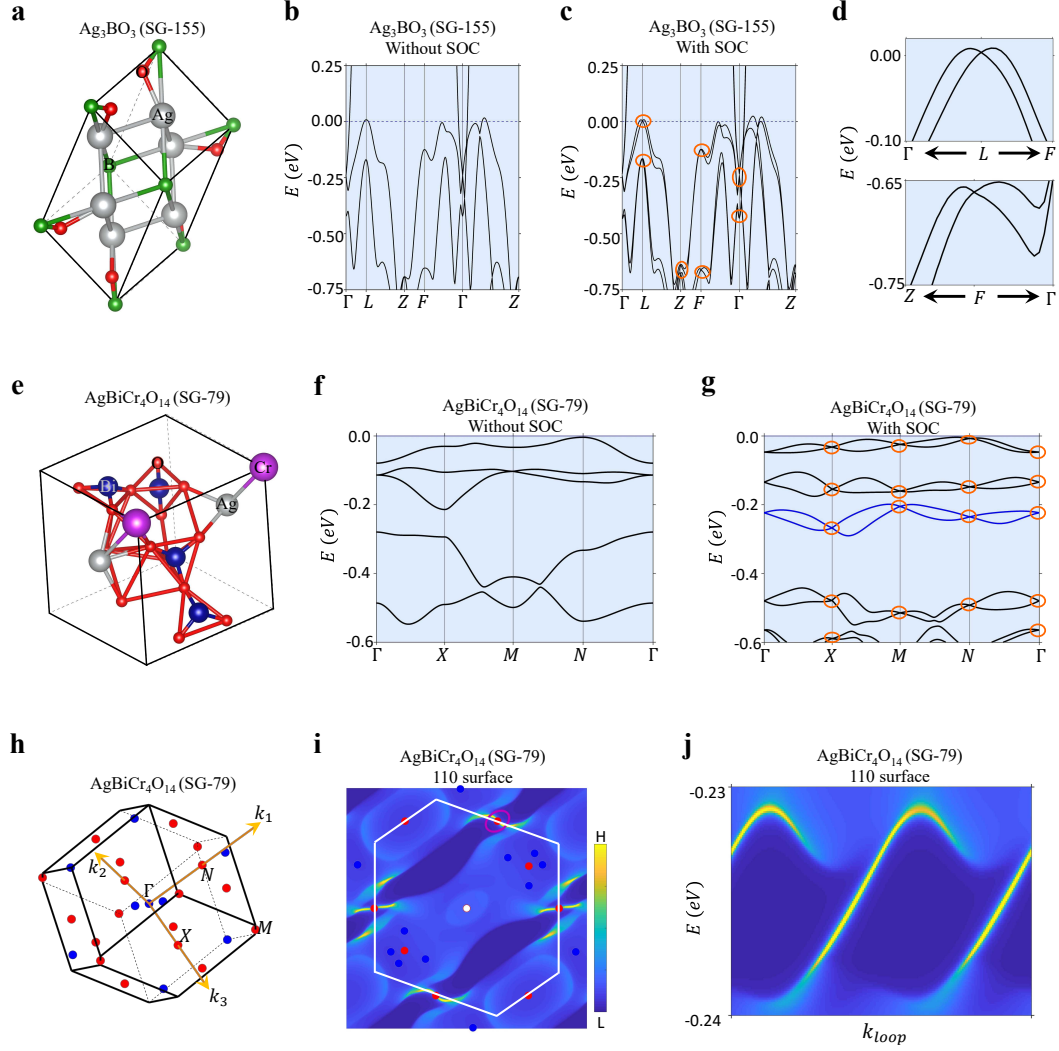 a
Ag₃BO₃ (SG-155)
Ag
B
b
Ag₃BO₃ (SG-155)
Without SOC
E (eV)
0.25
0.00
-0.25
-0.50
-0.75
Γ L Z F Γ Z
c
Ag₃BO₃ (SG-155)
With SOC
E (eV)
0.25
0.00
-0.25
-0.50
-0.75
Γ L Z F Γ Z
d
E (eV)
0.00
-0.10
Γ L F
-0.65
-0.75
Z F Γ
e
AgBiCr₄O₁₄ (SG-79)
Cr
Bi
Ag
f
AgBiCr₄O₁₄ (SG-79)
Without SOC
E (eV)
0.0
-0.2
-0.4
-0.6
Γ X M N Γ
g
AgBiCr₄O₁₄ (SG-79)
With SOC
E (eV)
0.0
-0.2
-0.4
-0.6
Γ X M N Γ
h
AgBiCr₄O₁₄ (SG-79)
k₁
k₂
N
Γ
M
X
k₃
i
AgBiCr₄O₁₄ (SG-79)
110 surface
H
L
j
AgBiCr₄O₁₄ (SG-79)
110 surface
-0.23
E (eV)
-0.24
k_loop